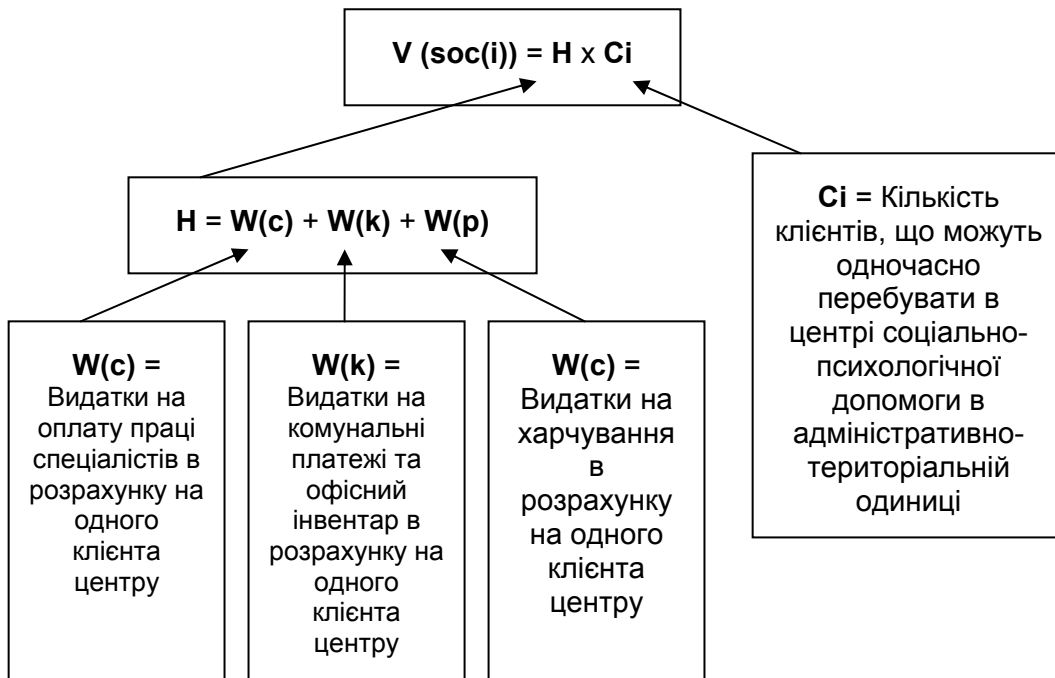 V (soc(i)) = H x Ci
H = W(c) + W(k) + W(p)
Ci = Кількість
клієнтів, що можуть
одночасно
перебувати в
центрі соціально-
психологічної
допомоги в
адміністративно-
територіальній
одиниці
W(c) =
Видатки на
оплату праці
спеціалістів в
розрахунку на
одного
клієнта
центру
W(k) =
Видатки на
комунальні
платежі та
офісний
інвентар в
розрахунку на
одного
клієнта
центру
W(c) =
Видатки на
харчування
в
розрахунку
на одного
клієнта
центру